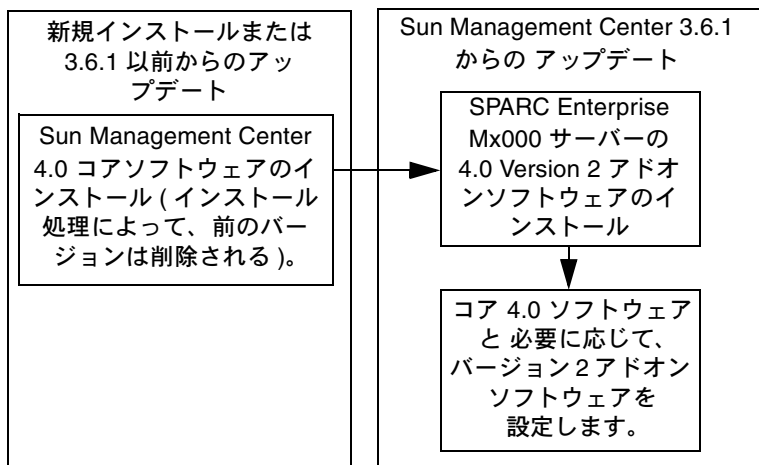 新規インストールまたは
3.6.1 以前からのアッ
プデート
Sun Management Center
4.0 コアソフトウェアのイ
ンストール ( インストール
処理によって、前のバー
ジョンは削除される )。
Sun Management Center 3.6.1
からの アップデート
SPARC Enterprise
Mx000 サーバーの
4.0 Version 2 アドオ
ンソフトウェアのイ
ンストール
コア 4.0 ソフトウェア
と 必要に応じて、
バージョン 2 アドオン
ソフトウェアを
設定します。